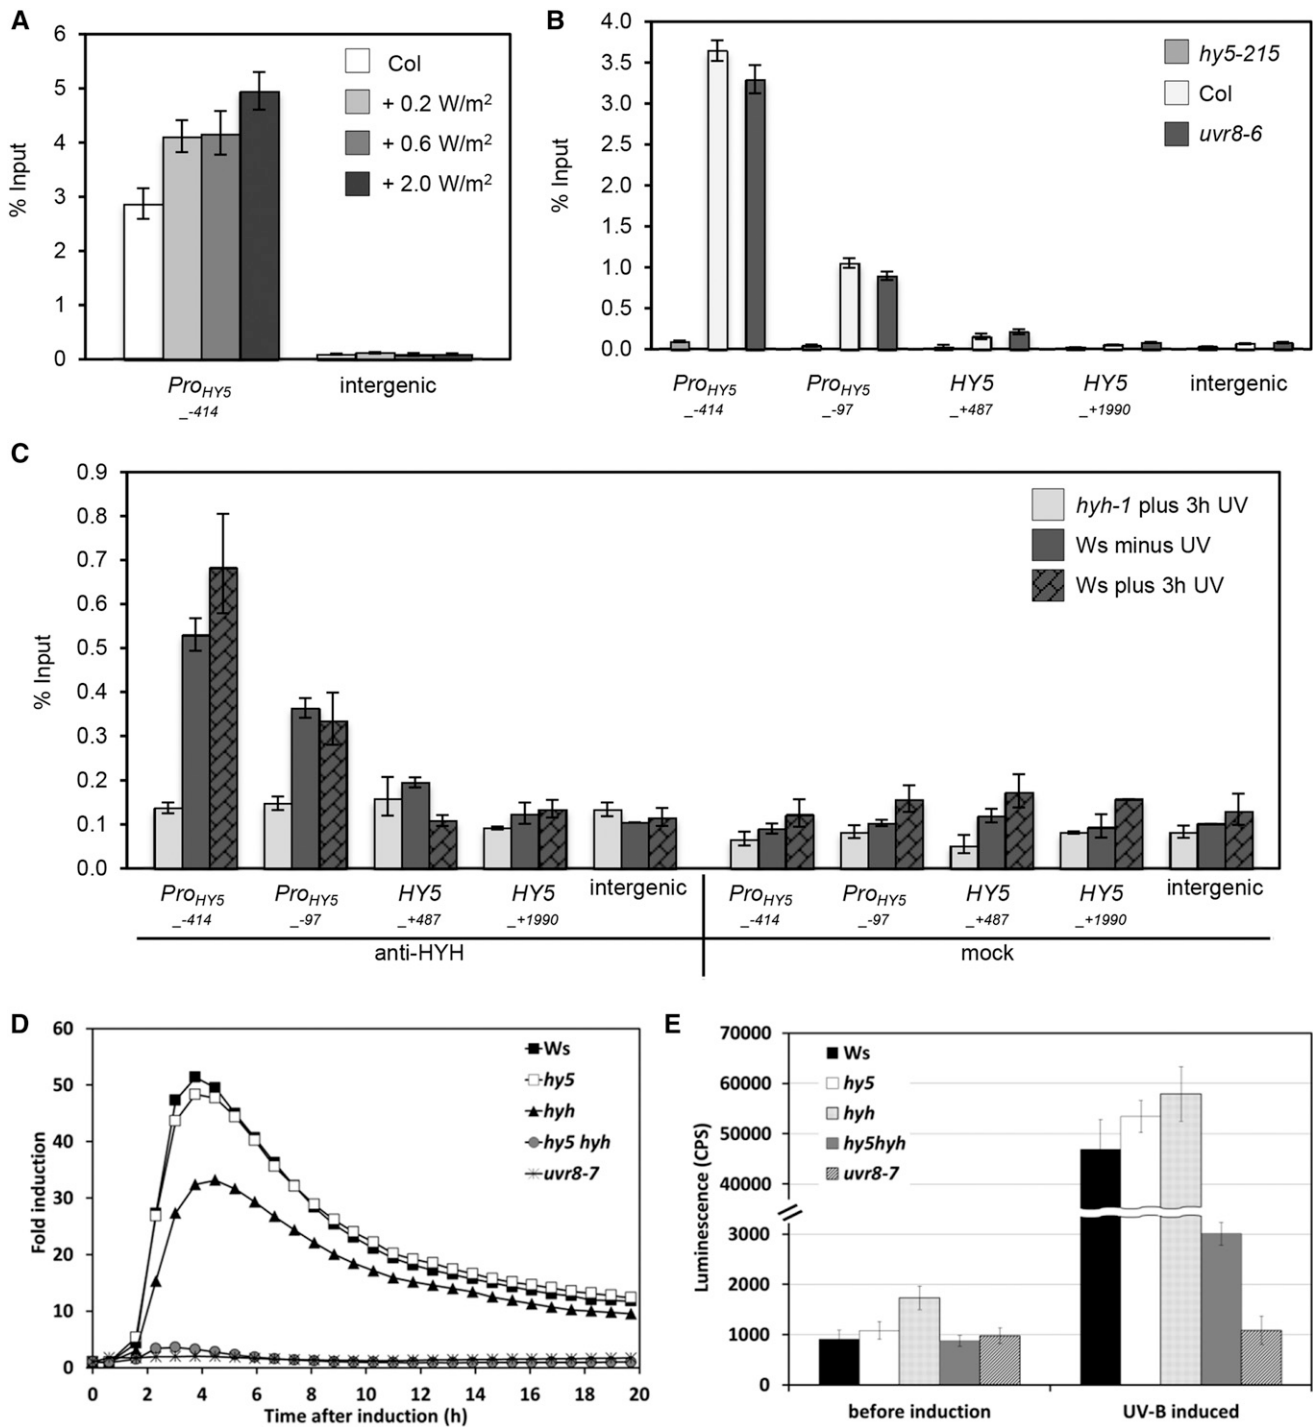 A
6
5
4
3
2
1
0
% Input
Col
+ 0.2 W/m²
+ 0.6 W/m²
+ 2.0 W/m²
Pro_HY5 intergenic
_-414
B
4.0
3.5
3.0
2.5
2.0
1.5
1.0
0.5
0.0
% Input
hy5-215
Col
uvr8-6
Pro_HY5 Pro_HY5 HY5 HY5 intergenic
_-414 _-97 _+487 _+1990
C
0.9
0.8
0.7
0.6
0.5
0.4
0.3
0.2
0.1
0.0
% Input
hyh-1 plus 3h UV
Ws minus UV
Ws plus 3h UV
Pro_HY5 Pro_HY5 HY5 HY5 intergenic Pro_HY5 Pro_HY5 HY5 HY5 intergenic
_-414 _-97 _+487 _+1990 _-414 _-97 _+487 _+1990
anti-HYH mock
D
60
50
40
30
20
10
0
Fold induction
Ws
hy5
hyh
hy5 hyh
uvr8-7
0 2 4 6 8 10 12 14 16 18 20
Time after induction (h)
E
70000
60000
50000
40000
3000
2000
1000
0
Luminescence (CPS)
Ws
hy5
hyh
hy5hyh
uvr8-7
before induction UV-B induced